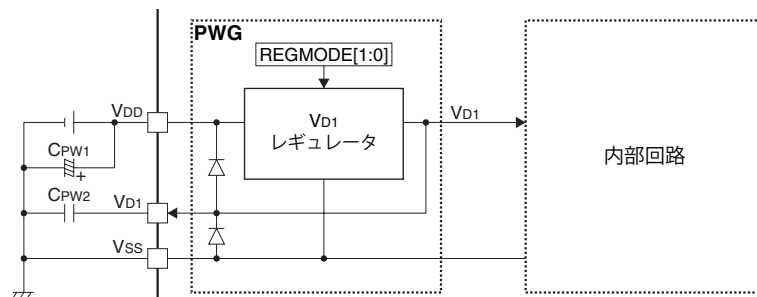 PWG
REGMODE[1:0]
VDD
VD1
レギュレータ
VD1
内部回路
CPW1
+
CPW2
VD1
VSS